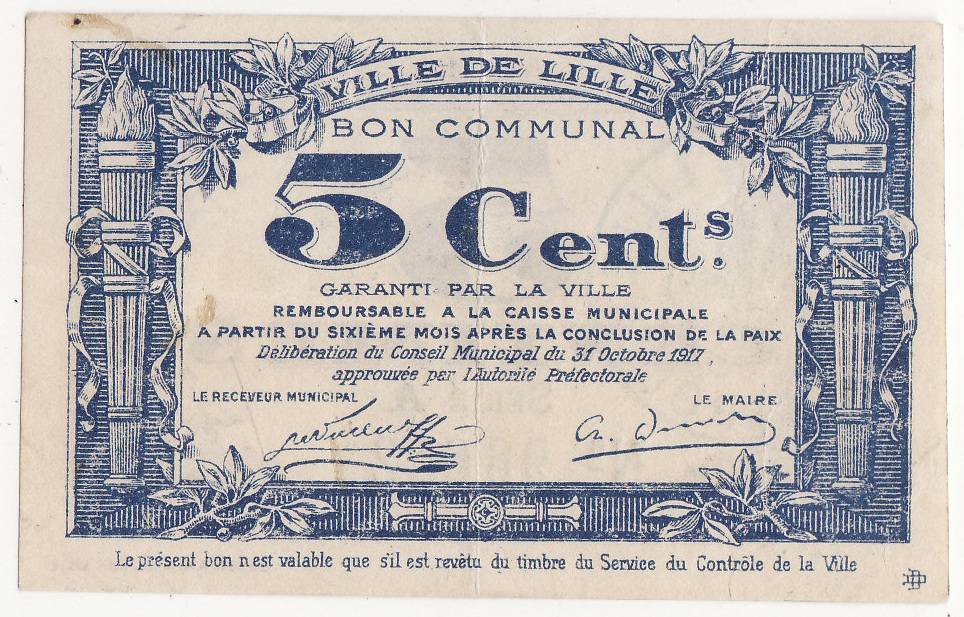 VILLE DE LILLE
BON COMMUNAL
5 Cents.
GARANTI PAR LA VILLE
REMBOURSABLE A LA CAISSE MUNICIPALE
A PARTIR DU SIXIÈME MOIS APRÈS LA CONCLUSION DE LA PAIX
Délibération du Conseil Municipal du 31 Octobre 1917,
approuvée par l'Autorité Préfectorale
LE RECEVEUR MUNICIPAL
LE MAIRE
Le présent bon n'est valable que s'il est revêtu du timbre du Service du Contrôle de la Ville